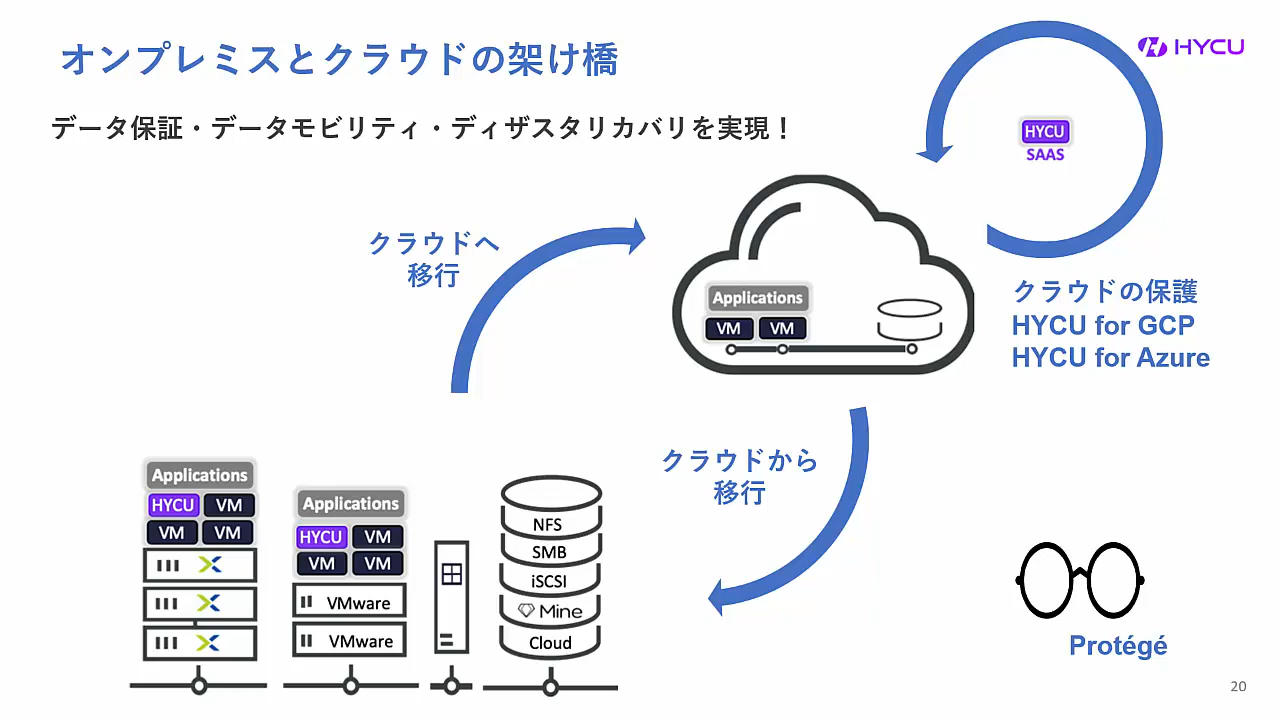 オンプレミスとクラウドの架け橋
HYCU
データ保証・データモビリティ・ディザスタリカバリを実現！
HYCU
SAAS
クラウドへ
移行
Applications
VM VM
クラウドの保護
HYCU for GCP
HYCU for Azure
クラウドから
移行
Applications
HYCU VM
VM VM
Applications
HYCU VM
VM VM
VMware
VMware
NFS
SMB
iSCSI
Mine
Cloud
Protégé
20